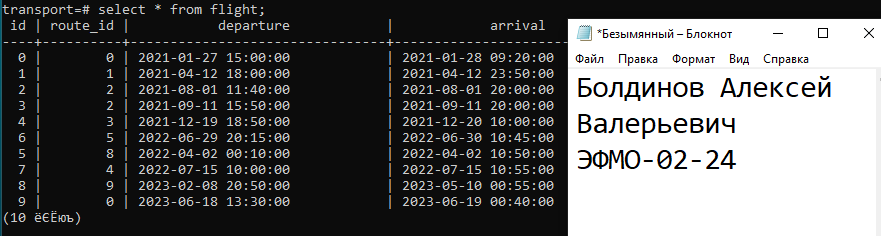 transport=# select * from flight;
 id | route_id |           departure            |            arrival
----+----------+--------------------------------+--------------------
  0 |        0 | 2021-01-27 15:00:00            | 2021-01-28 09:20:00
  1 |        1 | 2021-04-12 18:00:00            | 2021-04-12 23:50:00
  2 |        2 | 2021-08-01 11:40:00            | 2021-08-01 20:00:00
  3 |        2 | 2021-09-11 15:50:00            | 2021-09-11 20:00:00
  4 |        3 | 2021-12-19 18:50:00            | 2021-12-20 10:00:00
  6 |        5 | 2022-06-29 20:15:00            | 2022-06-30 10:45:00
  5 |        8 | 2022-04-02 00:10:00            | 2022-04-02 10:50:00
  7 |        4 | 2022-07-15 10:00:00            | 2022-07-15 10:55:00
  8 |        9 | 2023-02-08 20:50:00            | 2023-05-10 00:55:00
  9 |        0 | 2023-06-18 13:30:00            | 2023-06-19 00:40:00
(10 ёЄЁюъ)
*Безымянный – Блокнот
Файл Правка Формат Вид Справка
Болдинов Алексей
Валерьевич
ЭФМО-02-24